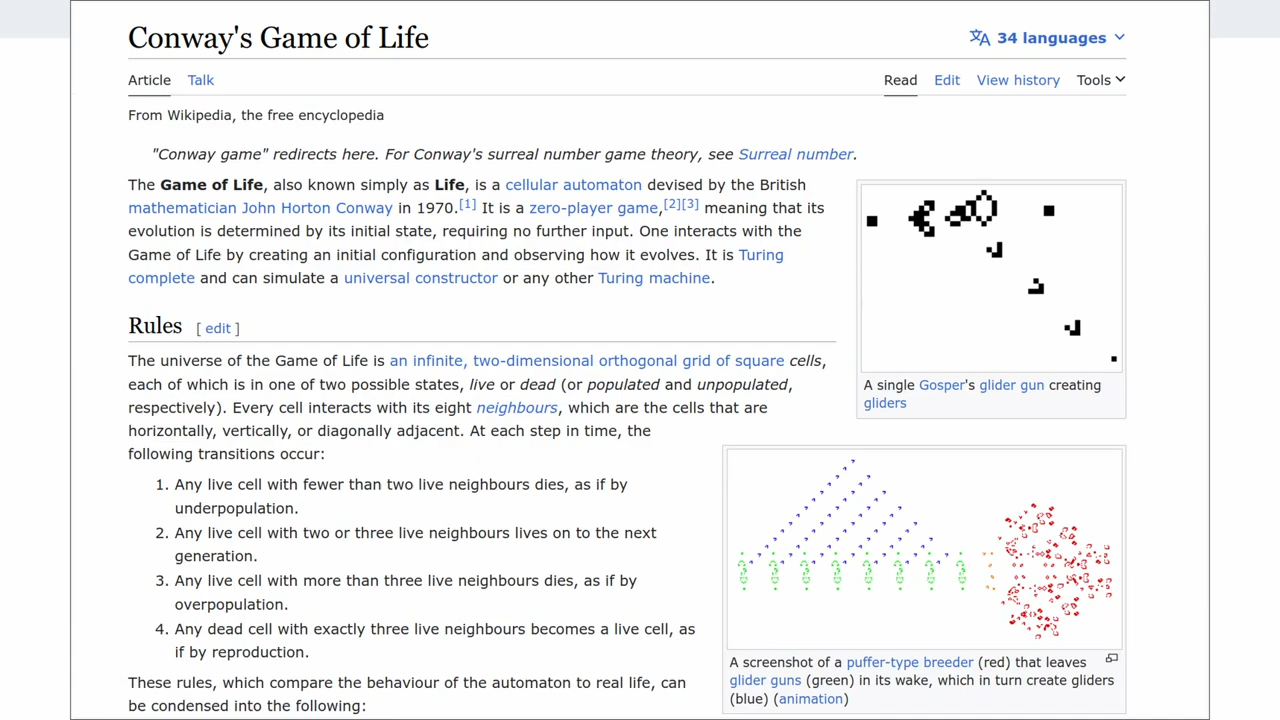 Conway's Game of Life
34 languages
Article Talk Read Edit View history Tools
From Wikipedia, the free encyclopedia
"Conway game" redirects here. For Conway's surreal number game theory, see Surreal number.
The Game of Life, also known simply as Life, is a cellular automaton devised by the British
mathematician John Horton Conway in 1970.[1] It is a zero-player game,[2][3] meaning that its
evolution is determined by its initial state, requiring no further input. One interacts with the
Game of Life by creating an initial configuration and observing how it evolves. It is Turing
complete and can simulate a universal constructor or any other Turing machine.
A single Gosper's glider gun creating
gliders
Rules [ edit ]
The universe of the Game of Life is an infinite, two-dimensional orthogonal grid of square cells,
each of which is in one of two possible states, live or dead (or populated and unpopulated,
respectively). Every cell interacts with its eight neighbours, which are the cells that are
horizontally, vertically, or diagonally adjacent. At each step in time, the
following transitions occur:
1. Any live cell with fewer than two live neighbours dies, as if by
underpopulation.
2. Any live cell with two or three live neighbours lives on to the next
generation.
3. Any live cell with more than three live neighbours dies, as if by
overpopulation.
4. Any dead cell with exactly three live neighbours becomes a live cell, as
if by reproduction.
These rules, which compare the behaviour of the automaton to real life, can
be condensed into the following:
A screenshot of a puffer-type breeder (red) that leaves
glider guns (green) in its wake, which in turn create gliders
(blue) (animation)